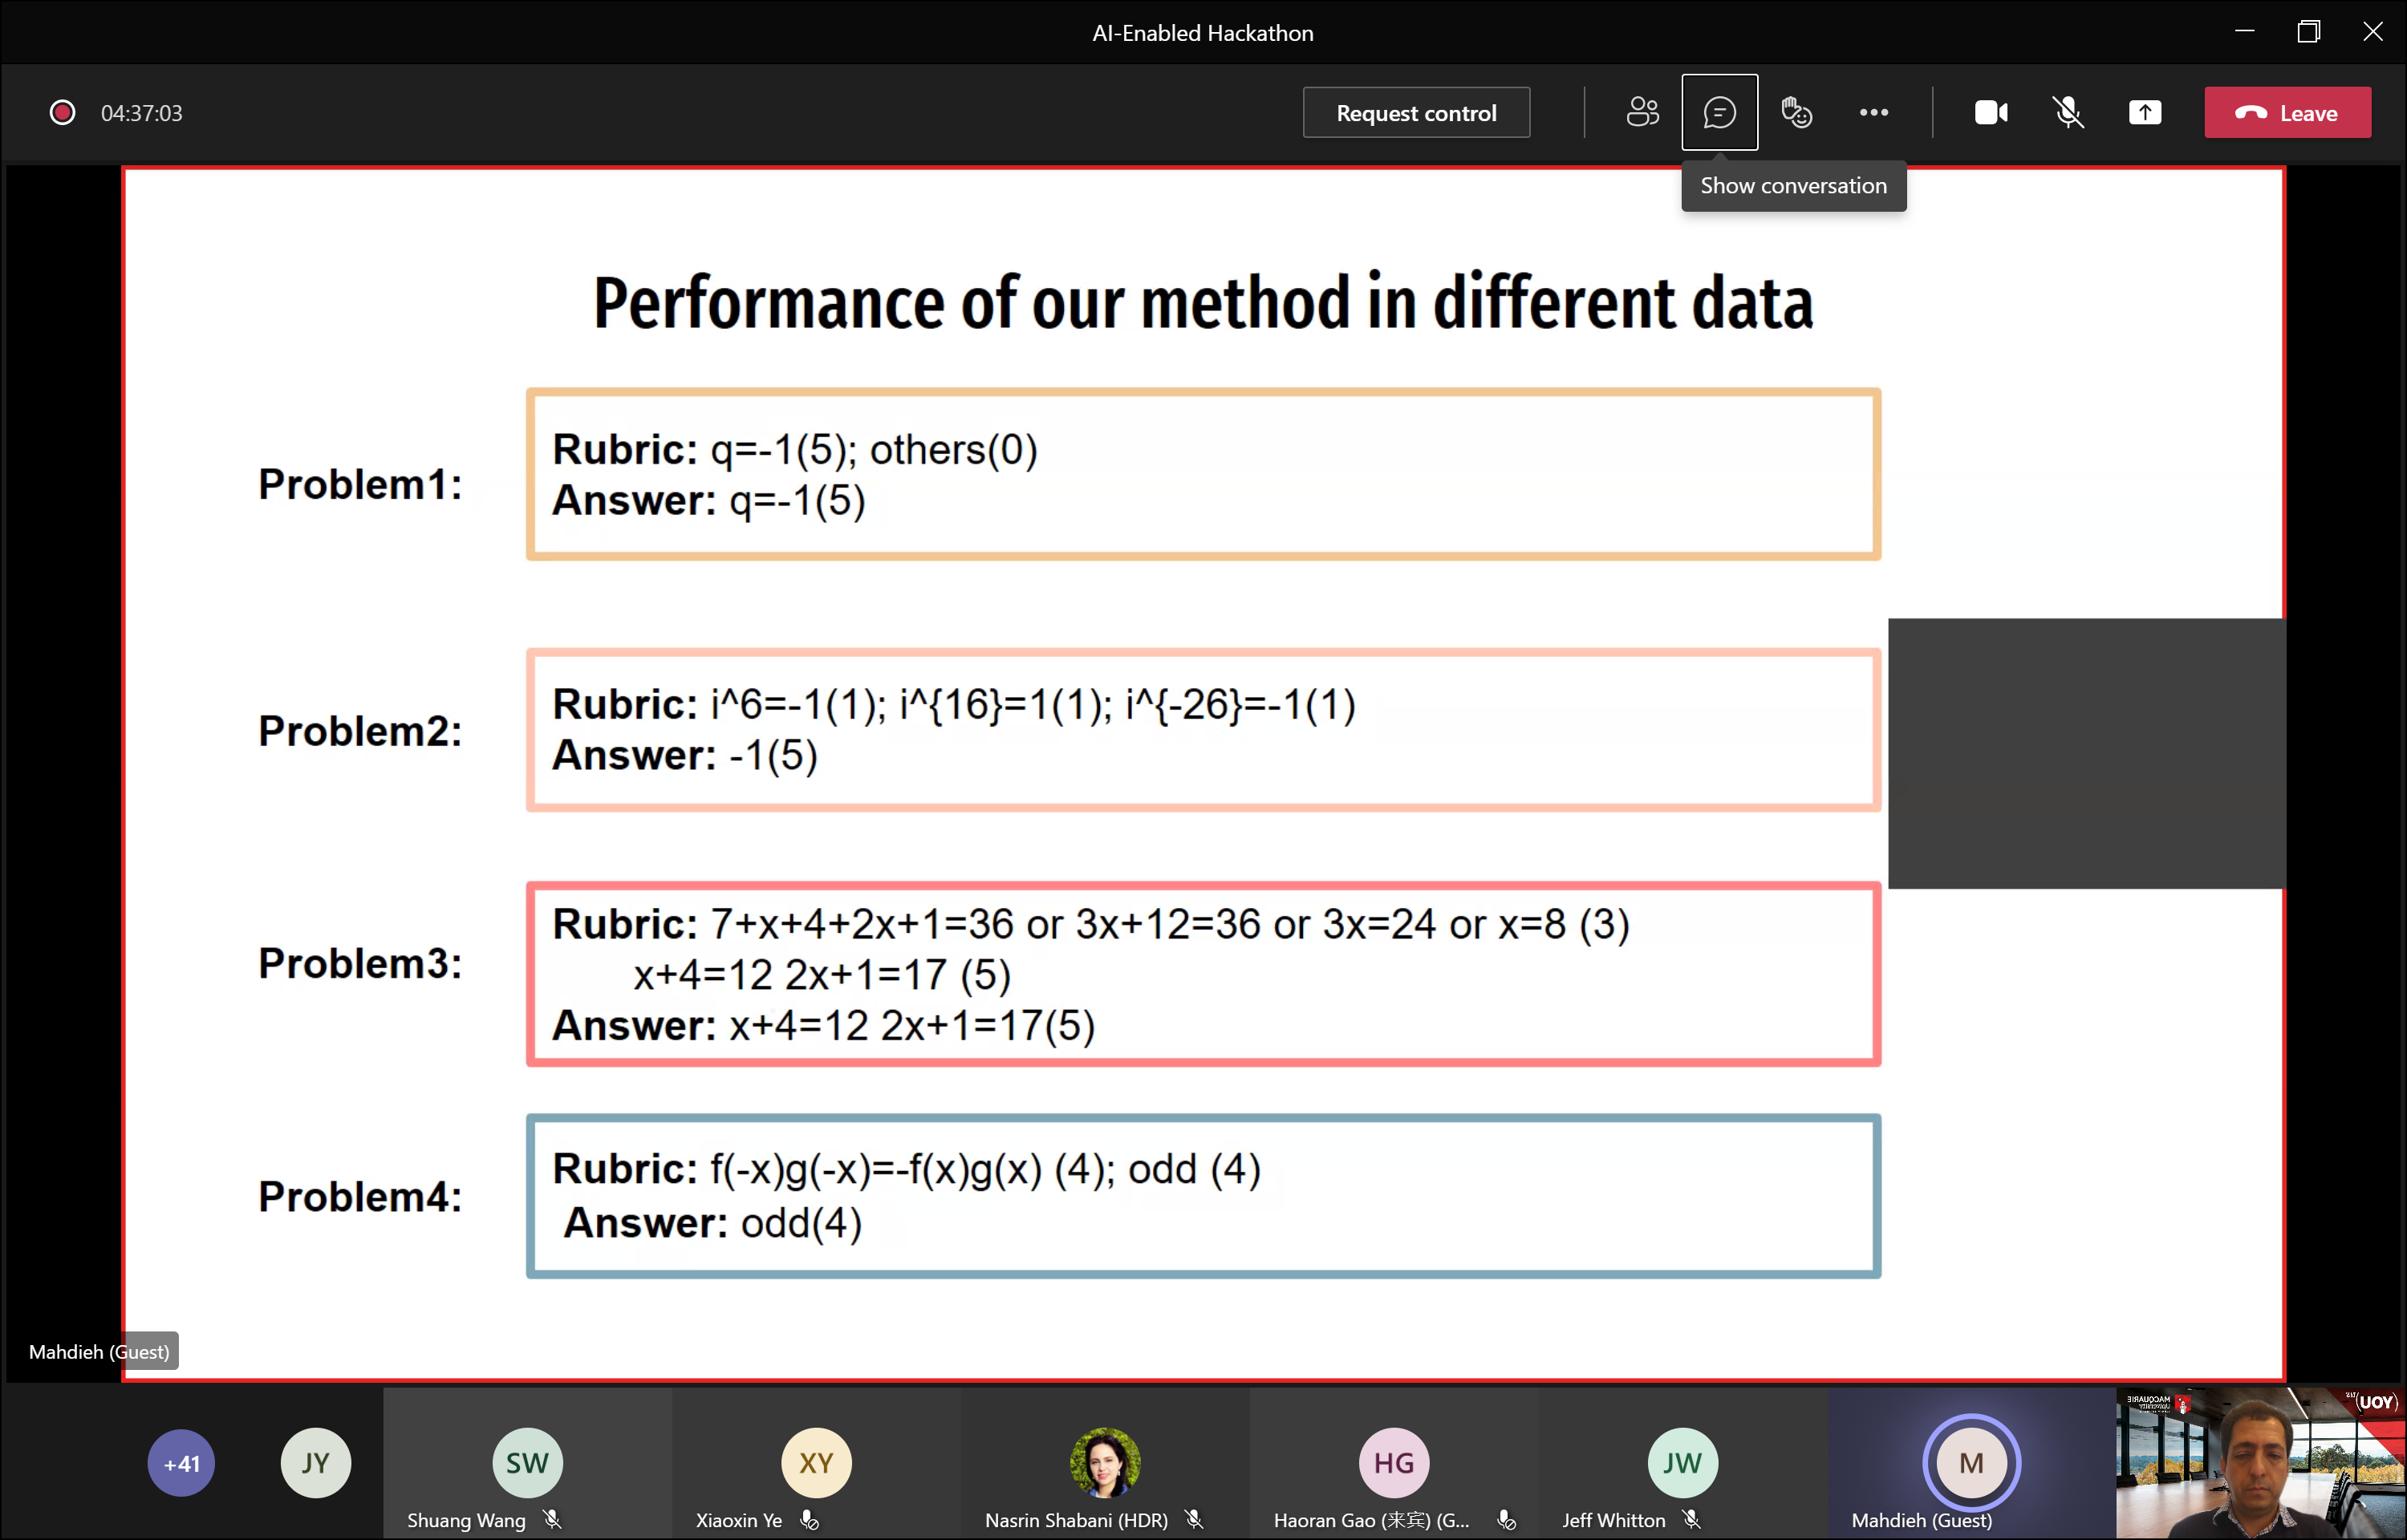 AI-Enabled Hackathon
04:37:03
Request control
Leave
Show conversation
Performance of our method in different data
Problem1:
Rubric: q=-1(5); others(0)
Answer: q=-1(5)
Problem2:
Rubric: i^6=-1(1); i^{16}=1(1); i^{-26}=-1(1)
Answer: -1(5)
Problem3:
Rubric: 7+x+4+2x+1=36 or 3x+12=36 or 3x=24 or x=8 (3)
x+4=12 2x+1=17 (5)
Answer: x+4=12 2x+1=17(5)
Problem4:
Rubric: f(-x)g(-x)=-f(x)g(x) (4); odd (4)
Answer: odd(4)
Mahdieh (Guest)
+41
JY
SW
Shuang Wang
XY
Xiaoxin Ye
Nasrin Shabani (HDR)
HG
Haoran Gao (来宾) (G...
JW
Jeff Whitton
M
Mahdieh (Guest)
MACQUARIE
University
YOU